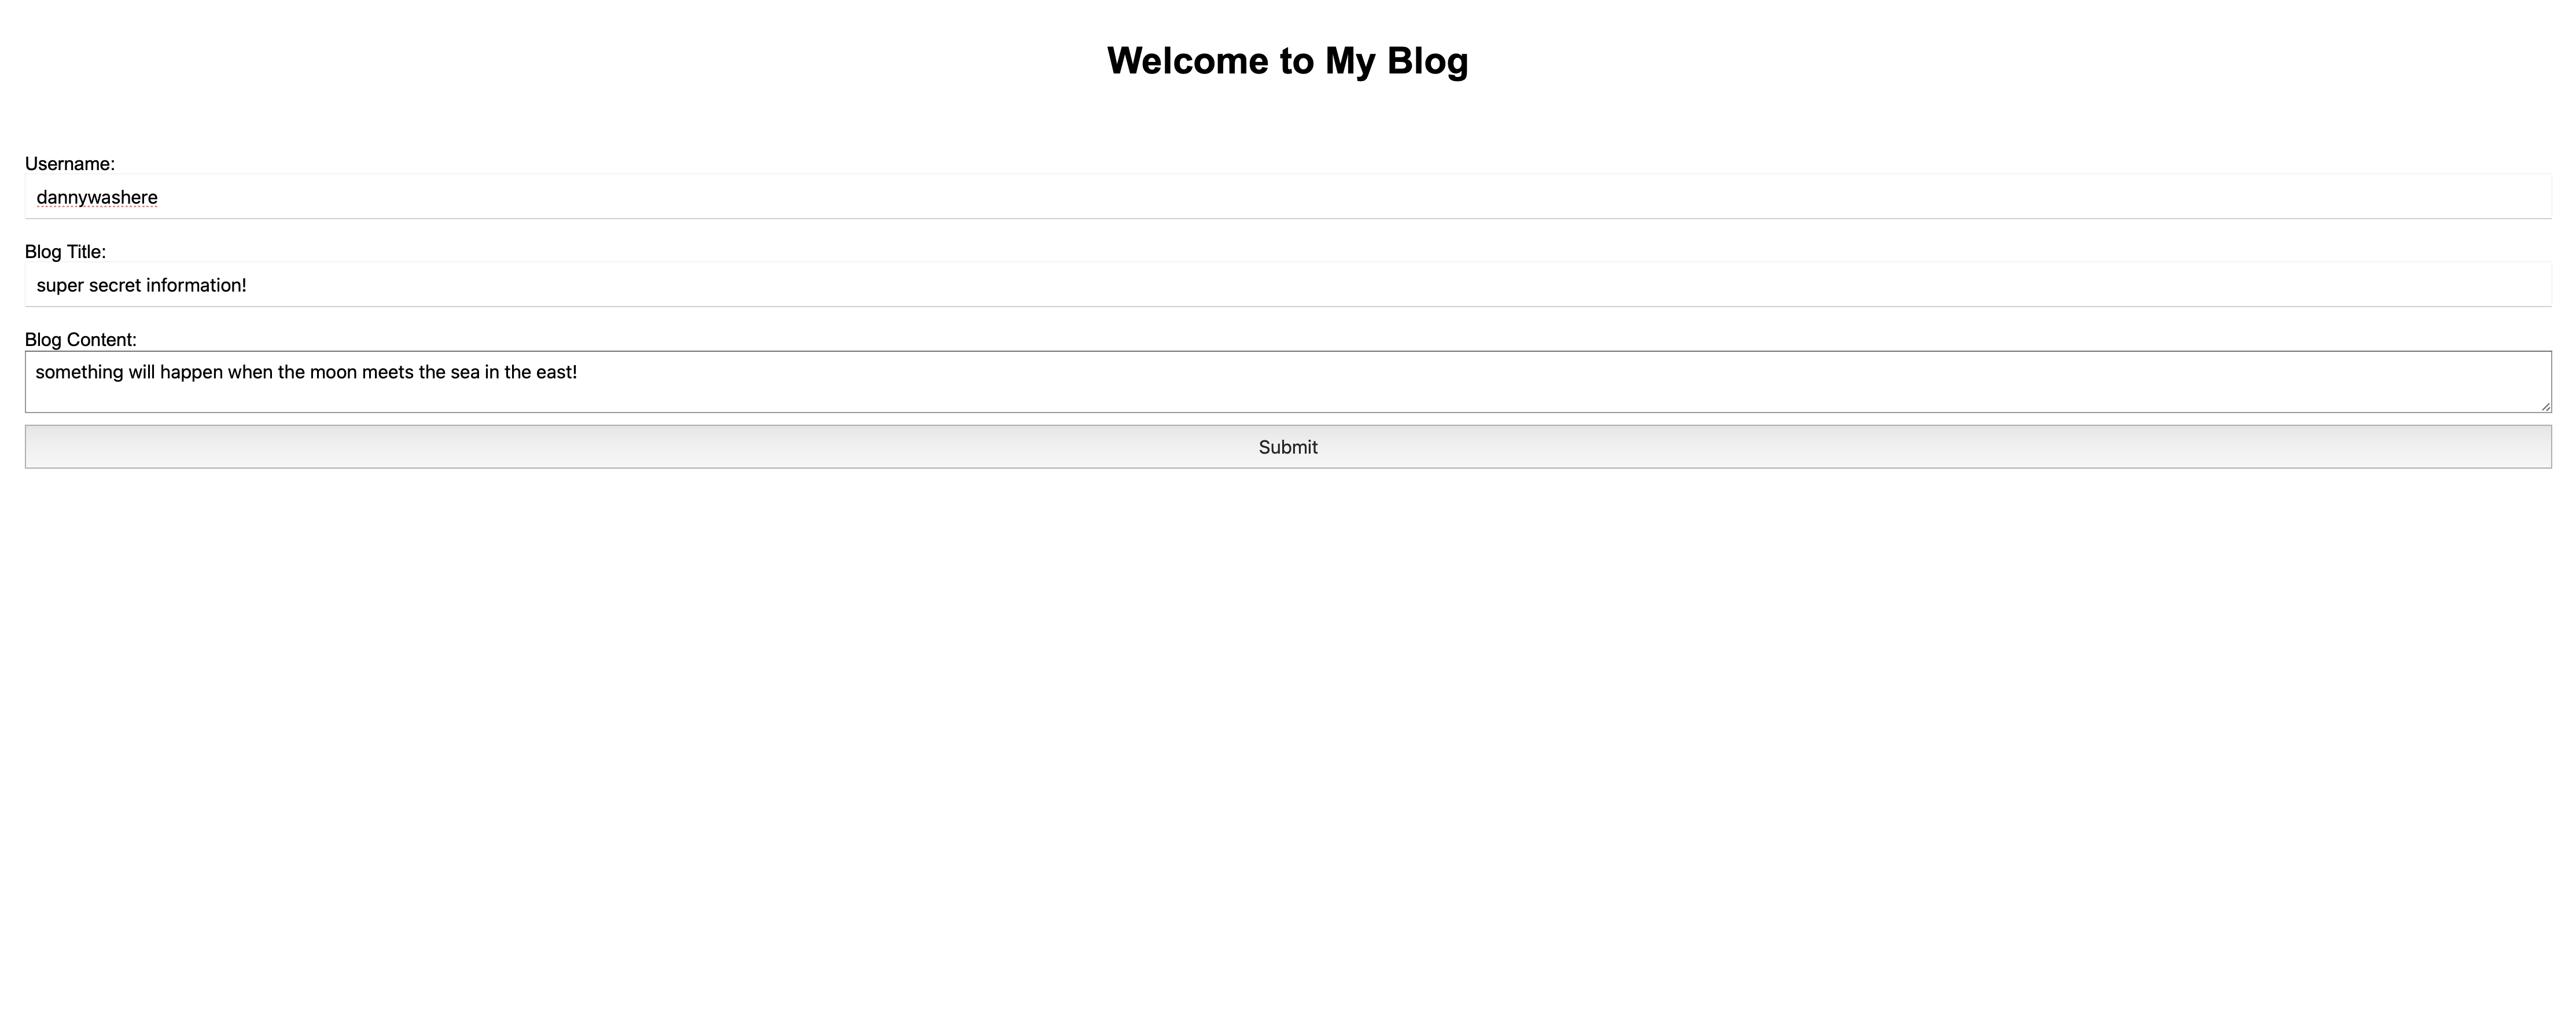 Welcome to My Blog
Username:
dannywashere
Blog Title:
super secret information!
Blog Content:
something will happen when the moon meets the sea in the east!
Submit